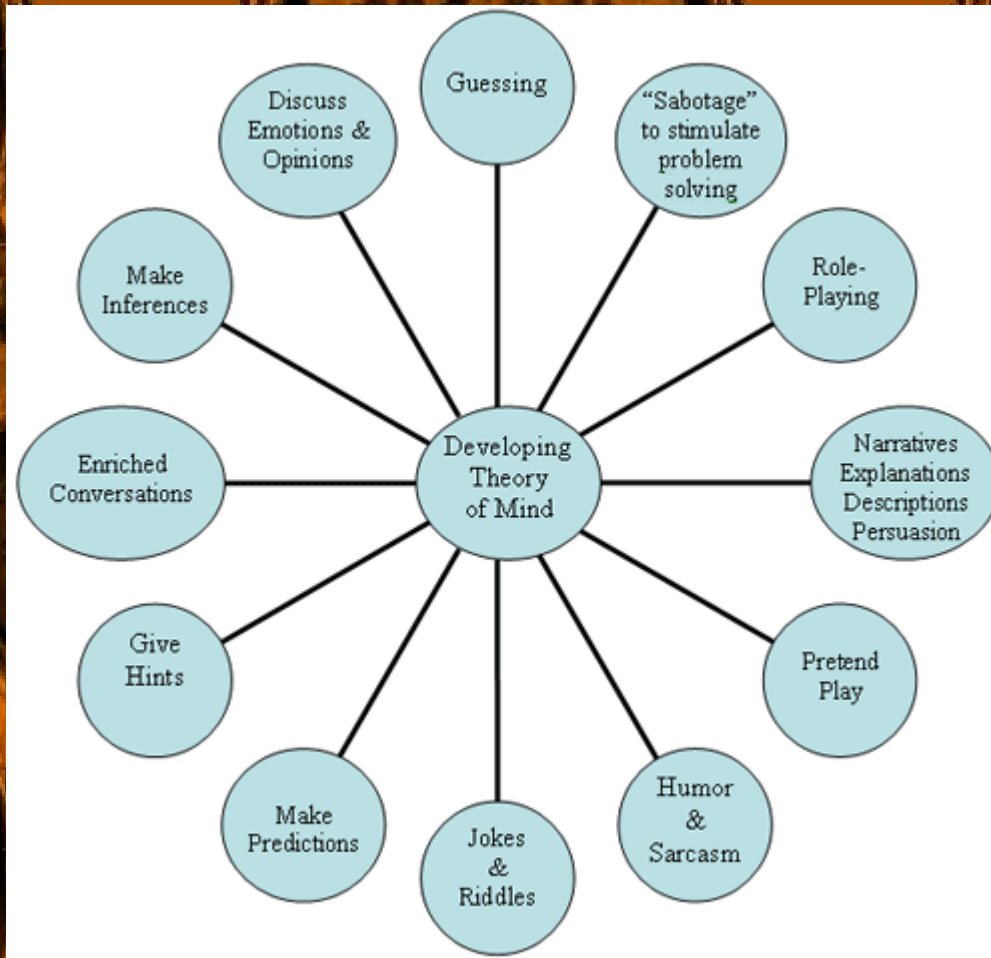 Guessing
"Sabotage"
to stimulate
problem
solving
Role-
Playing
Narratives
Explanations
Descriptions
Persuasion
Pretend
Play
Humor
&
Sarcasm
Jokes
&
Riddles
Make
Predictions
Give
Hints
Enriched
Conversations
Make
Inferences
Discuss
Emotions &
Opinions
Developing
Theory
of Mind